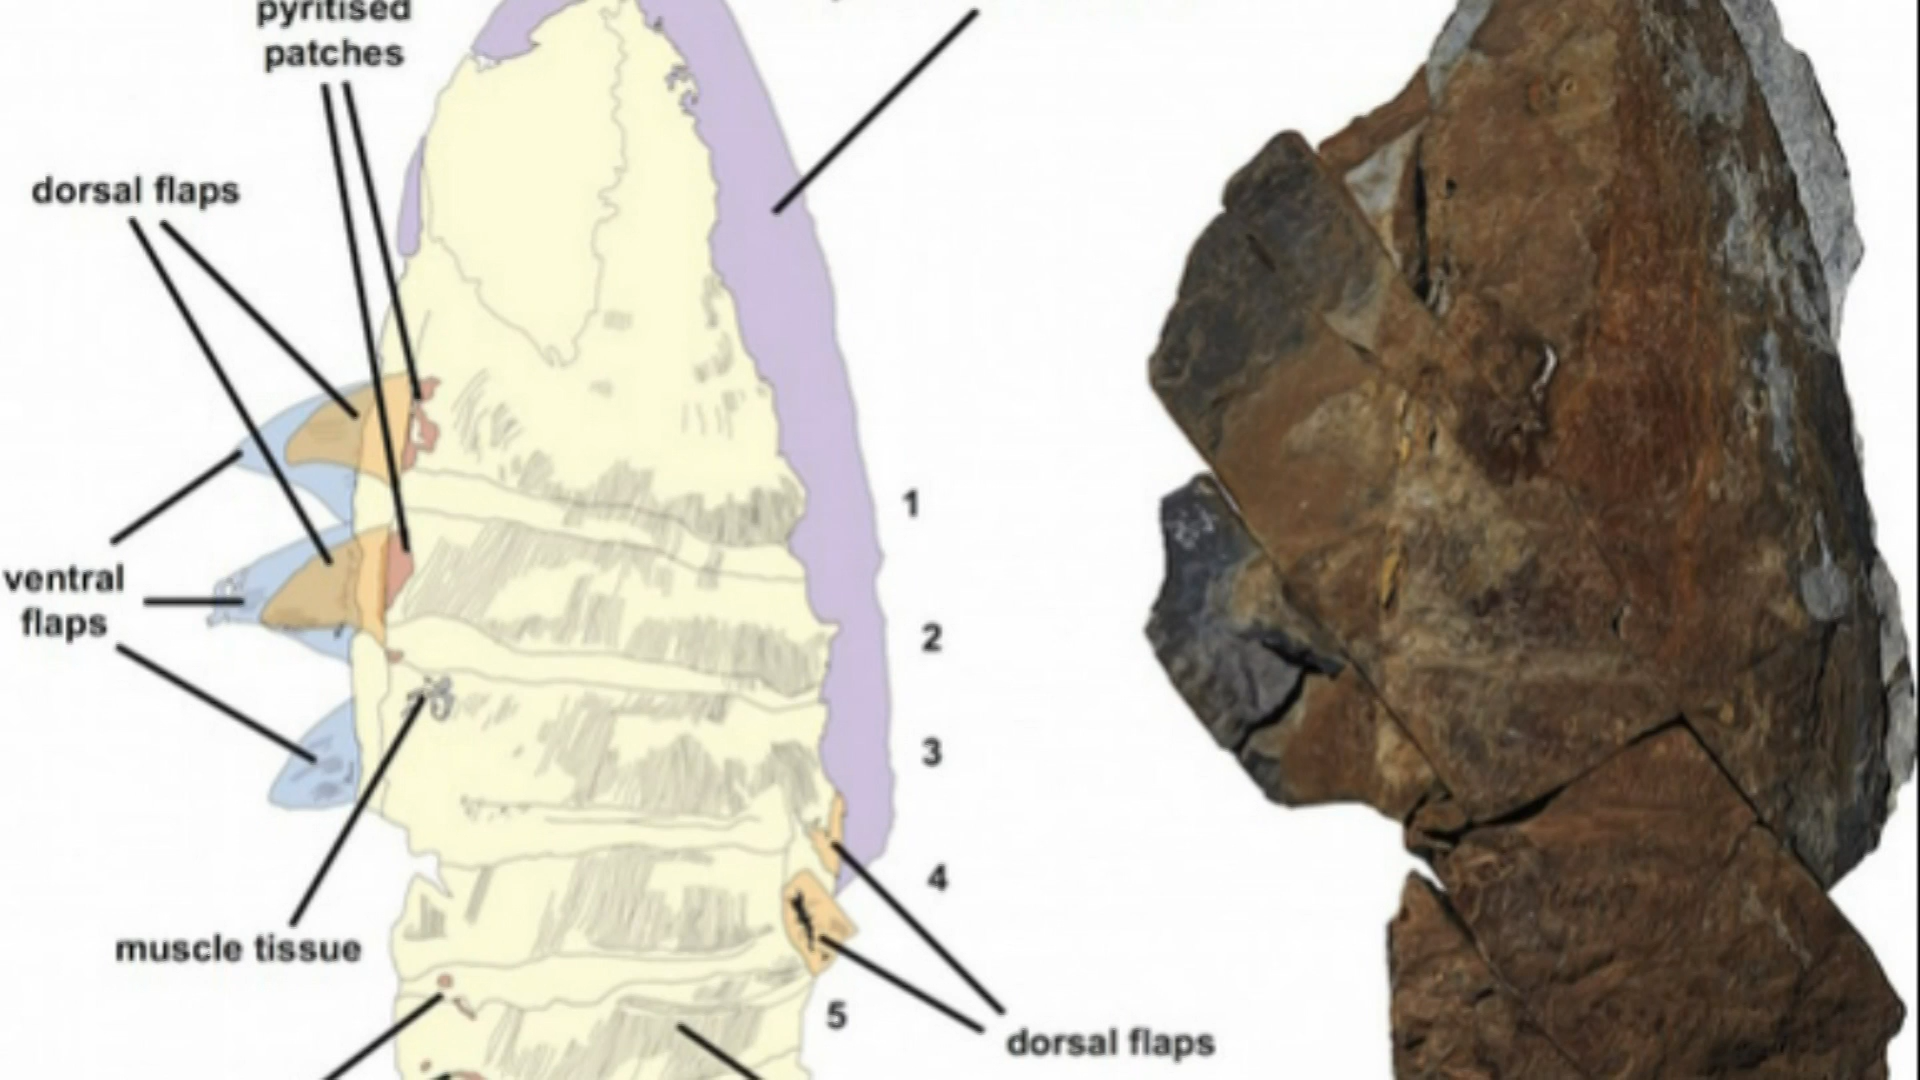 pyritised
patches
dorsal flaps
ventral
flaps
muscle tissue
1
2
3
4
5
dorsal flaps